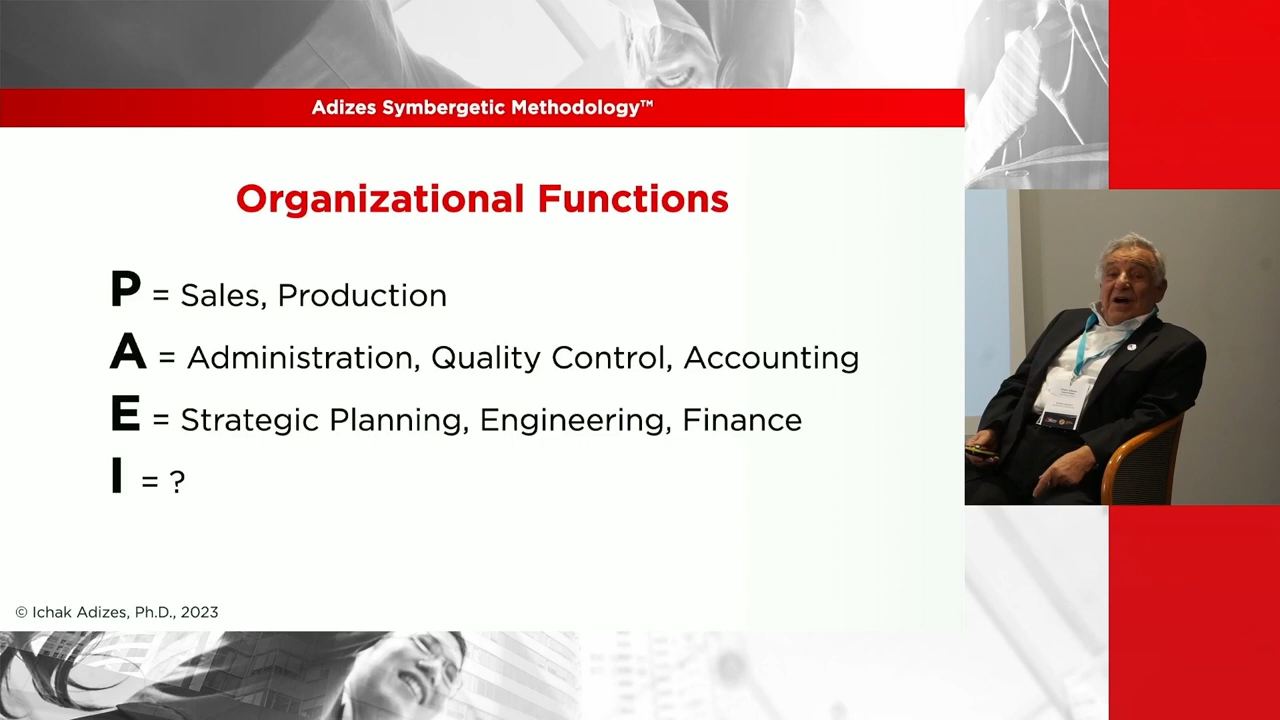 Adizes Symbergetic Methodology™
Organizational Functions
P = Sales, Production
A = Administration, Quality Control, Accounting
E = Strategic Planning, Engineering, Finance
I = ?
© Ichak Adizes, Ph.D., 2023